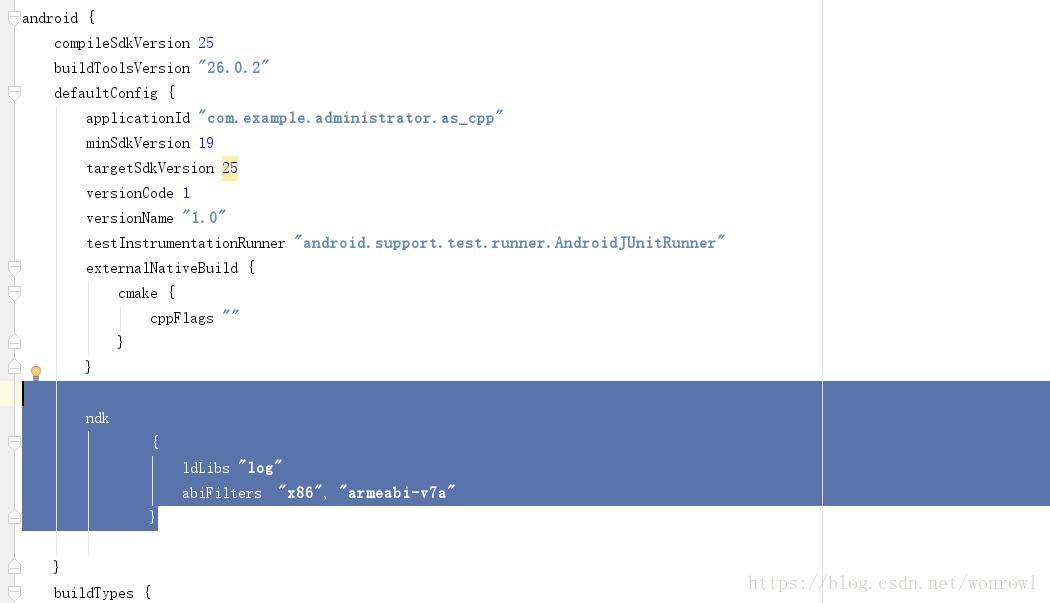 android {
compileSdkVersion 25
buildToolsVersion "26.0.2"
defaultConfig {
applicationId "com.example.administrator.as_cpp"
minSdkVersion 19
targetSdkVersion 25
versionCode 1
versionName "1.0"
testInstrumentationRunner "android.support.test.runner.AndroidJUnitRunner"
externalNativeBuild {
cmake {
cppFlags ""
}
}
ndk
{
ldLibs "log"
abiFilters "x86", "armeabi-v7a"
}
}
buildTypes {
https://blog.csdn.net/wonrowl